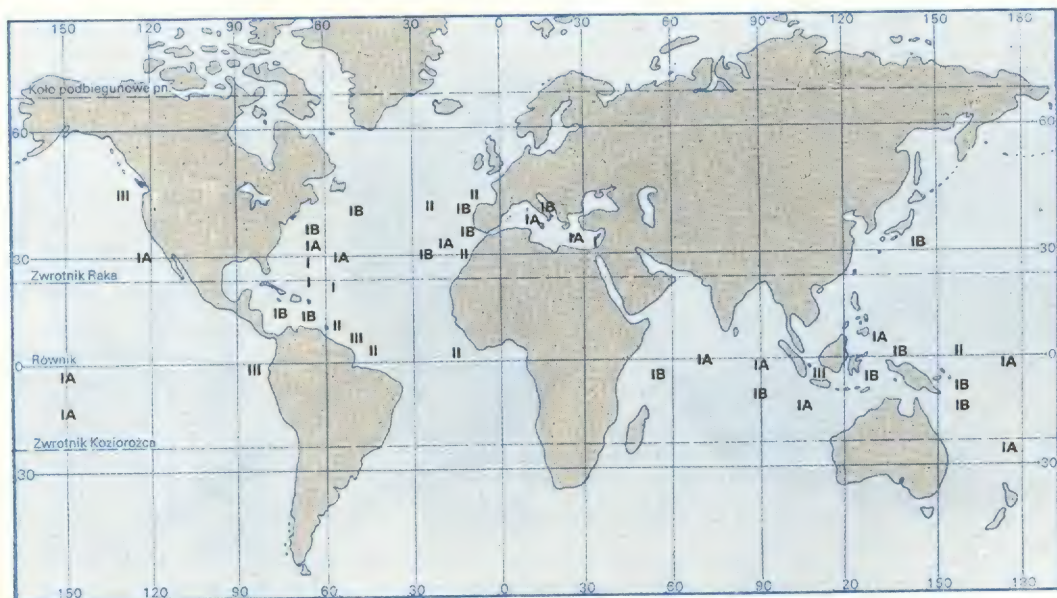 150 120 90 60 30 0 30 60 90 120 150 180
Koło podbiegunowe pn.
60 60
III II II IB IB IB
IB IB IA IB
IA IA IA IA IA IB II IB
30 I 30
Zwrotnik Raka I I
IB IB
II III II II
IA IB II
Równik
0 III IA IA IA 0
IA IB III IB IB
IA IB IA IB
Zwrotnik Koziorożca IA
30 30
150 120 90 60 30 0 30 60 90 120 150 180